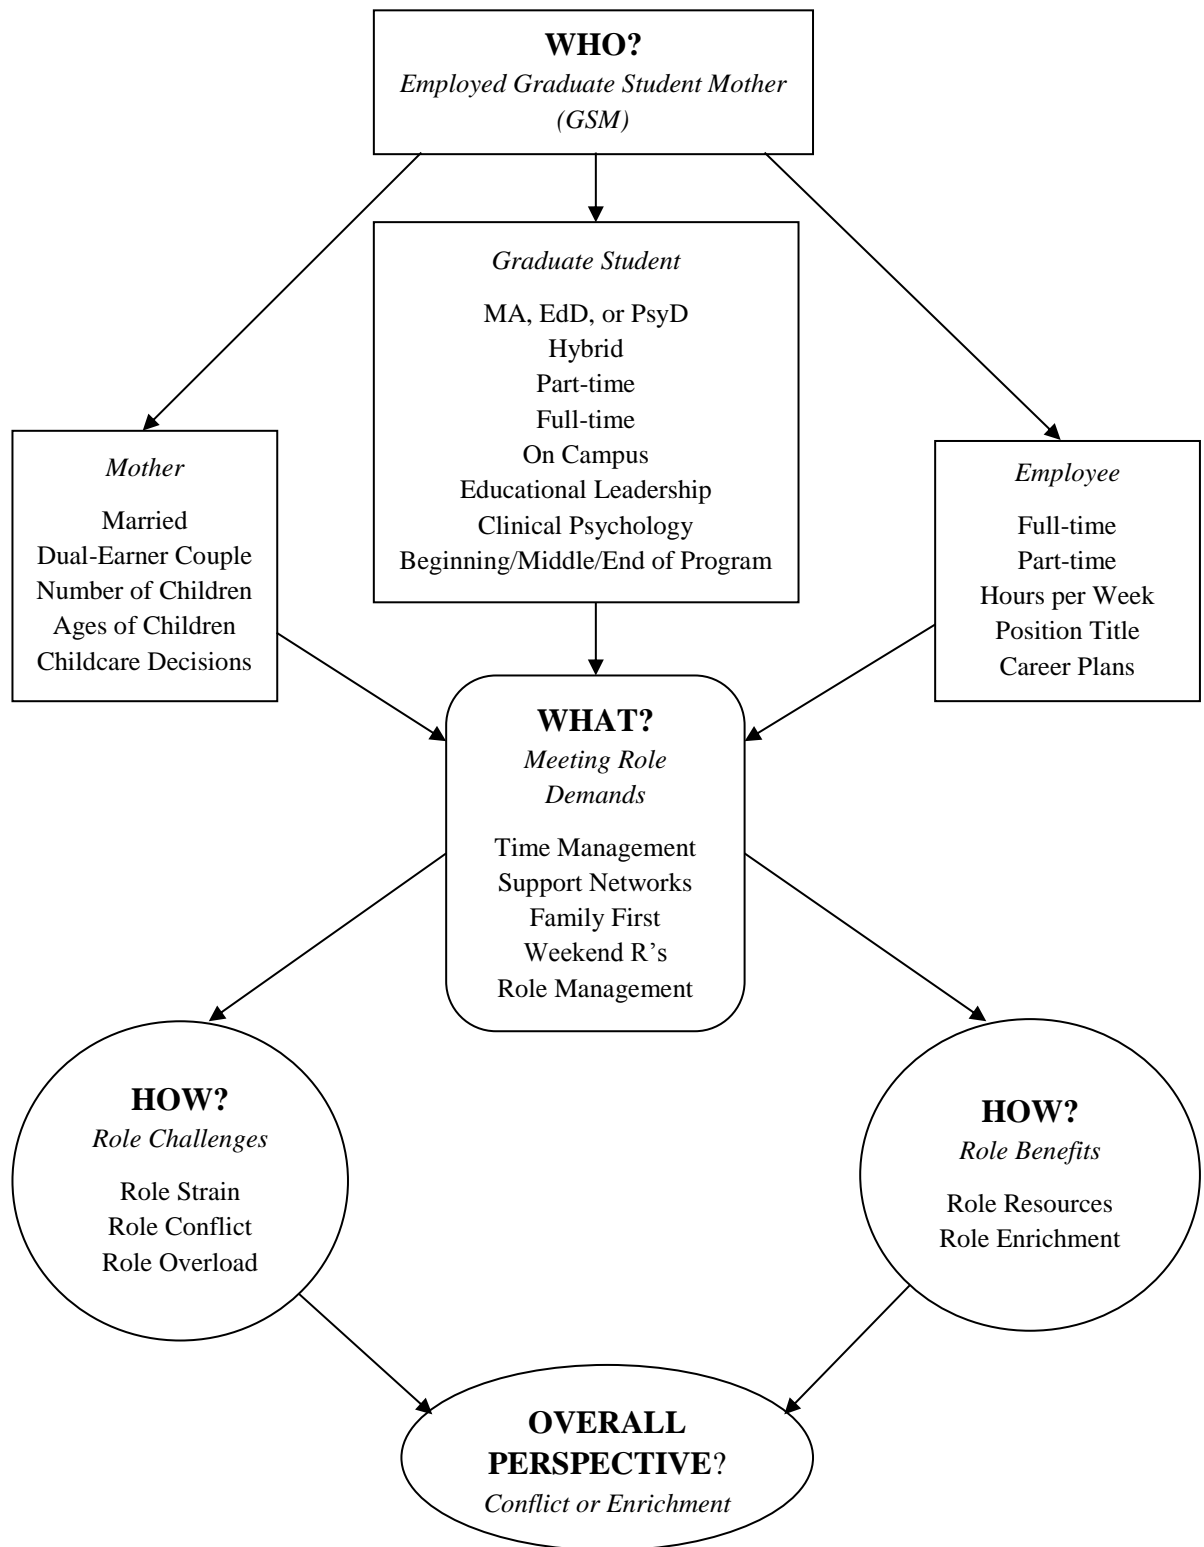 WHO?
Employed Graduate Student Mother
(GSM)
Graduate Student
MA, EdD, or PsyD
Hybrid
Part-time
Full-time
On Campus
Educational Leadership
Clinical Psychology
Beginning/Middle/End of Program
Mother
Married
Dual-Earner Couple
Number of Children
Ages of Children
Childcare Decisions
Employee
Full-time
Part-time
Hours per Week
Position Title
Career Plans
WHAT?
Meeting Role
Demands
Time Management
Support Networks
Family First
Weekend R’s
Role Management
HOW?
Role Challenges
Role Strain
Role Conflict
Role Overload
HOW?
Role Benefits
Role Resources
Role Enrichment
OVERALL
PERSPECTIVE?
Conflict or Enrichment